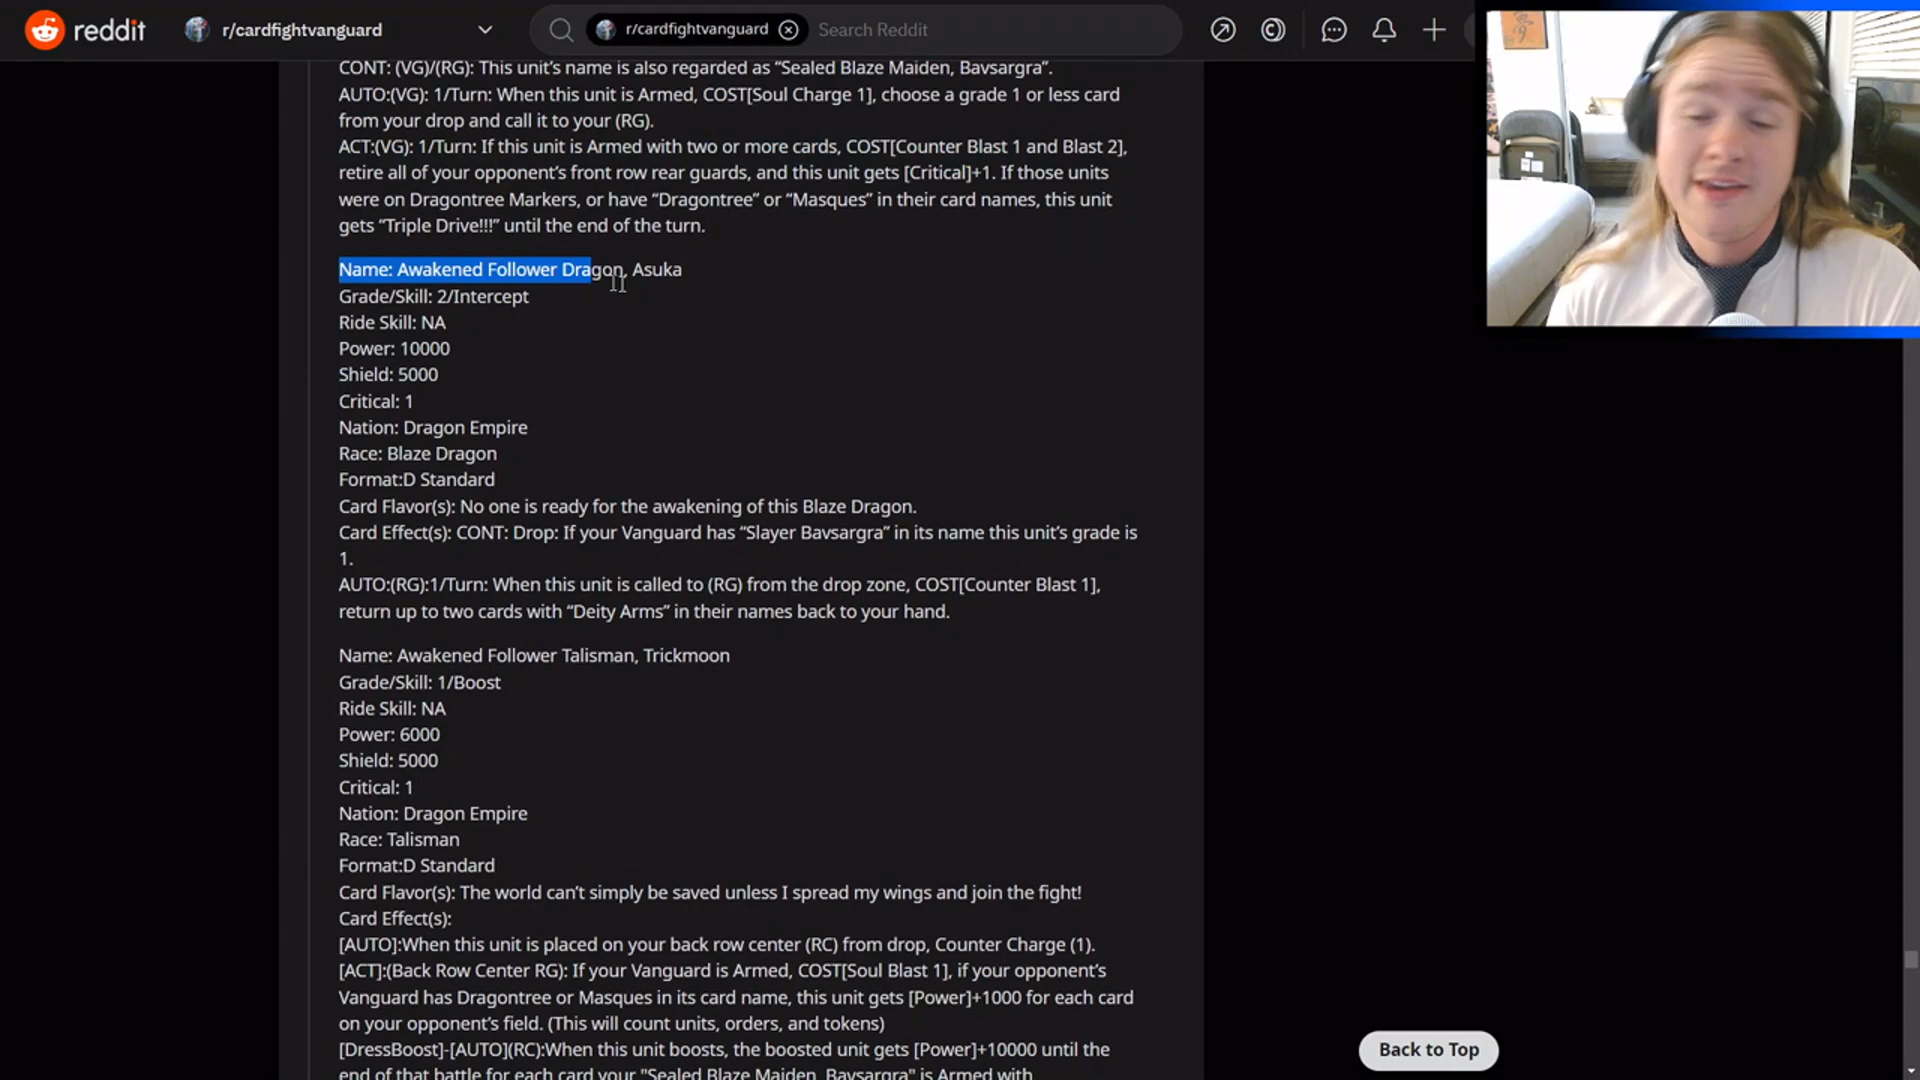 reddit
r/cardfightvanguard
r/cardfightvanguard
Search Reddit
CONT: (VG)/(RG): This unit's name is also regarded as “Sealed Blaze Maiden, Bavsargra”.
AUTO:(VG): 1/Turn: When this unit is Armed, COST[Soul Charge 1], choose a grade 1 or less card
from your drop and call it to your (RG).
ACT:(VG): 1/Turn: If this unit is Armed with two or more cards, COST[Counter Blast 1 and Blast 2],
retire all of your opponent's front row rear guards, and this unit gets [Critical]+1. If those units
were on Dragontree Markers, or have “Dragontree” or “Masques” in their card names, this unit
gets “Triple Drive!!!” until the end of the turn.
Name: Awakened Follower Dragon, Asuka
Grade/Skill: 2/Intercept
Ride Skill: NA
Power: 10000
Shield: 5000
Critical: 1
Nation: Dragon Empire
Race: Blaze Dragon
Format:D Standard
Card Flavor(s): No one is ready for the awakening of this Blaze Dragon.
Card Effect(s): CONT: Drop: If your Vanguard has “Slayer Bavsargra” in its name this unit's grade is
1.
AUTO:(RG):1/Turn: When this unit is called to (RG) from the drop zone, COST[Counter Blast 1],
return up to two cards with “Deity Arms” in their names back to your hand.
Name: Awakened Follower Talisman, Trickmoon
Grade/Skill: 1/Boost
Ride Skill: NA
Power: 6000
Shield: 5000
Critical: 1
Nation: Dragon Empire
Race: Talisman
Format:D Standard
Card Flavor(s): The world can't simply be saved unless I spread my wings and join the fight!
Card Effect(s):
[AUTO]:When this unit is placed on your back row center (RC) from drop, Counter Charge (1).
[ACT]:(Back Row Center RG): If your Vanguard is Armed, COST[Soul Blast 1], if your opponent's
Vanguard has Dragontree or Masques in its card name, this unit gets [Power]+1000 for each card
on your opponent's field. (This will count units, orders, and tokens)
[DressBoost]-[AUTO](RC):When this unit boosts, the boosted unit gets [Power]+10000 until the
end of that battle for each card your "Sealed Blaze Maiden, Bavsargra" is Armed with
Back to Top